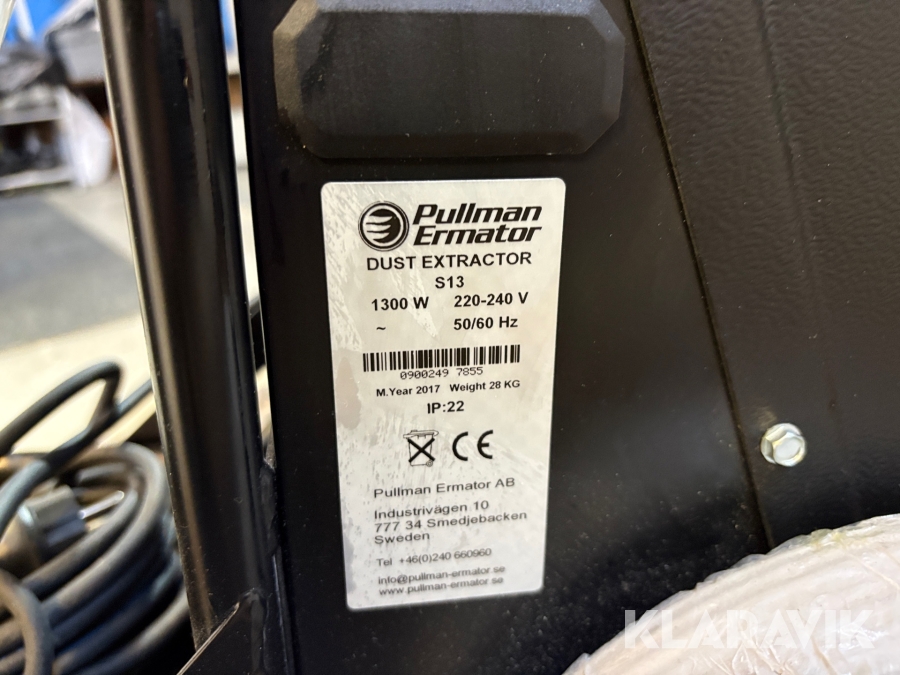 Pullman
Ermator
DUST EXTRACTOR
S13
1300 W 220-240 V
~ 50/60 Hz
0900249 7855
M.Year 2017 Weight 28 KG
IP:22
CE
Pullman Ermator AB
Industrivägen 10
777 34 Smedjebacken
Sweden
Tel +46(0)240 660960
info@pullman-ermator.se
www.pullman-ermator.se
KLARAVIK